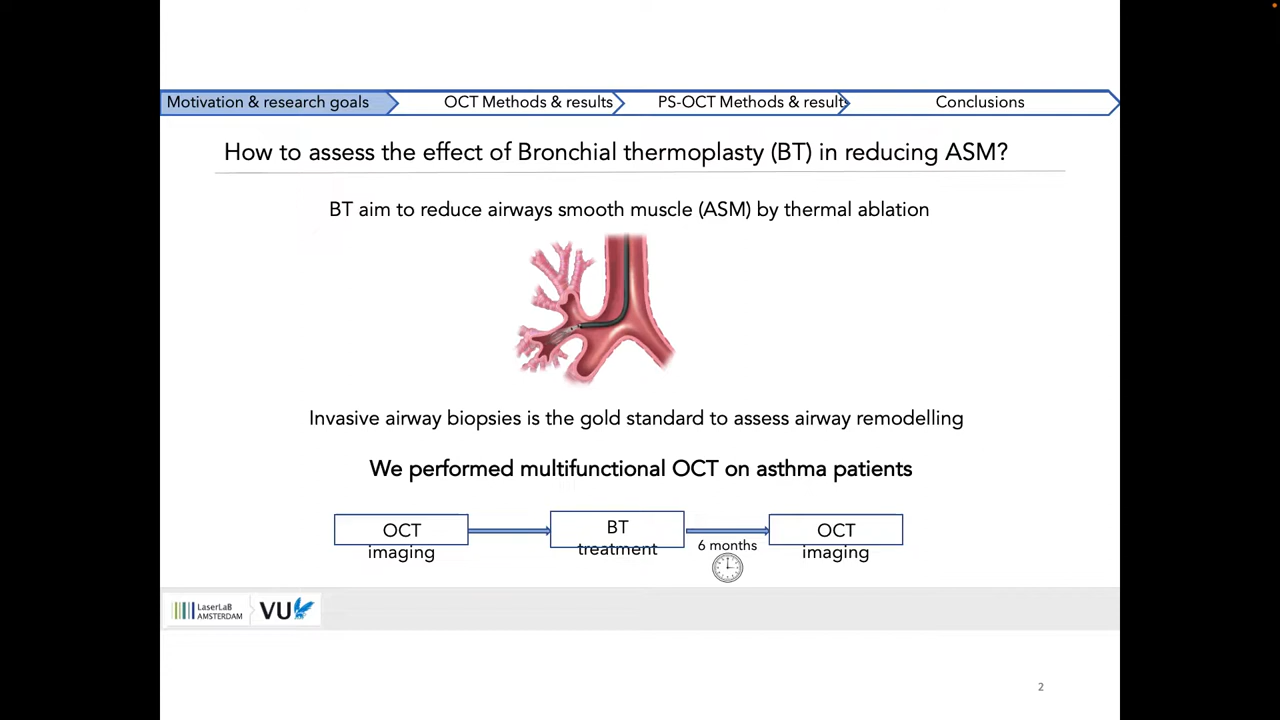 Motivation & research goals
OCT Methods & results
PS-OCT Methods & results
Conclusions
How to assess the effect of Bronchial thermoplasty (BT) in reducing ASM?
BT aim to reduce airways smooth muscle (ASM) by thermal ablation
Invasive airway biopsies is the gold standard to assess airway remodelling
We performed multifunctional OCT on asthma patients
OCT
imaging
BT
treatment
6 months
OCT
imaging
LaserLaB
AMSTERDAM
VU
2